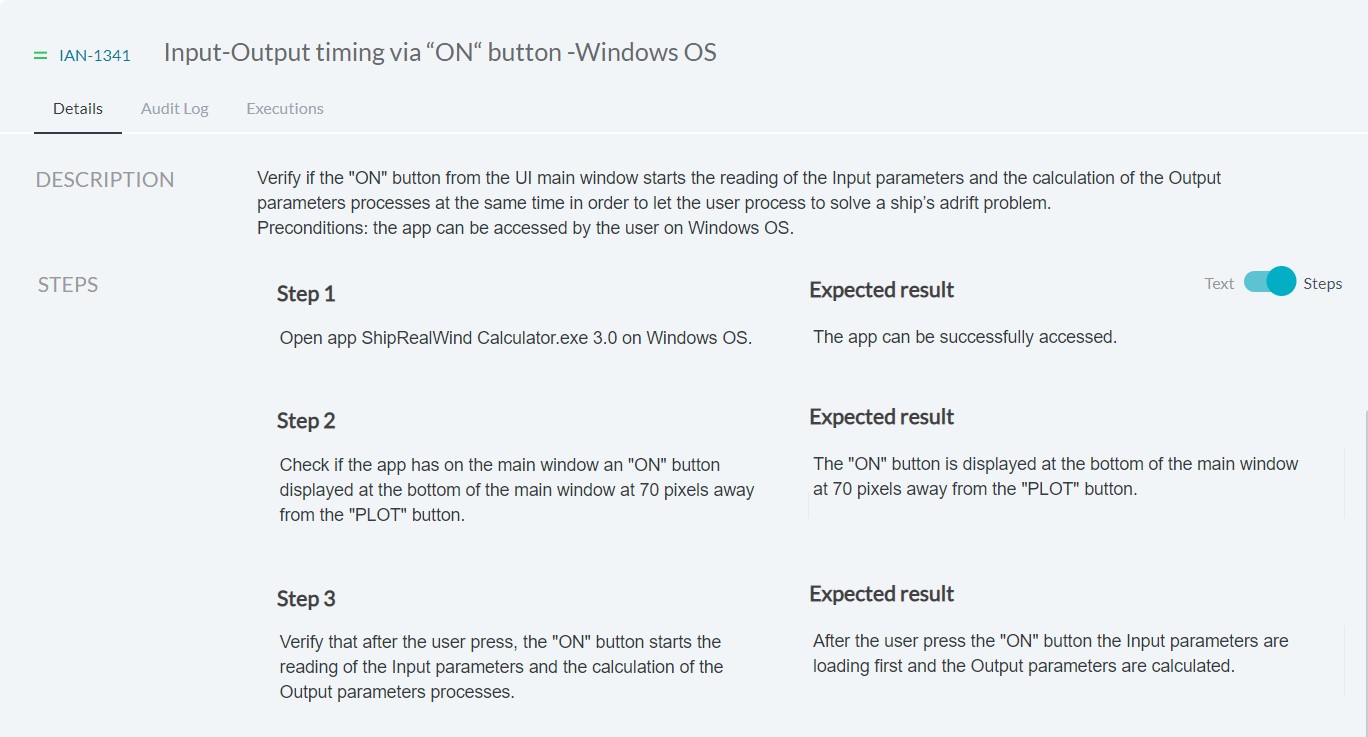 IAN-1341 Input-Output timing via “ON“ button -Windows OS
Details Audit Log Executions
DESCRIPTION
Verify if the "ON" button from the UI main window starts the reading of the Input parameters and the calculation of the Output
parameters processes at the same time in order to let the user process to solve a ship’s adrift problem.
Preconditions: the app can be accessed by the user on Windows OS.
STEPS
Text Steps
Step 1
Open app ShipRealWind Calculator.exe 3.0 on Windows OS.
Expected result
The app can be successfully accessed.
Step 2
Check if the app has on the main window an "ON" button
displayed at the bottom of the main window at 70 pixels away
from the "PLOT" button.
Expected result
The "ON" button is displayed at the bottom of the main window
at 70 pixels away from the "PLOT" button.
Step 3
Verify that after the user press, the "ON" button starts the
reading of the Input parameters and the calculation of the
Output parameters processes.
Expected result
After the user press the "ON" button the Input parameters are
loading first and the Output parameters are calculated.